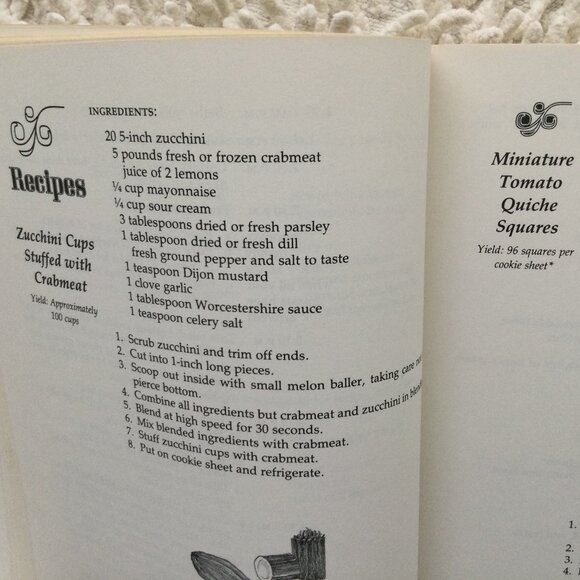 Recipes
Zucchini Cups
Stuffed with
Crabmeat
Yield: Approximately
100 cups
INGREDIENTS:
20 5-inch zucchini
5 pounds fresh or frozen crabmeat
juice of 2 lemons
¼ cup mayonnaise
¼ cup sour cream
3 tablespoons dried or fresh parsley
1 tablespoon dried or fresh dill
fresh ground pepper and salt to taste
1 teaspoon Dijon mustard
1 clove garlic
1 tablespoon Worcestershire sauce
1 teaspoon celery salt
1. Scrub zucchini and trim off ends.
2. Cut into 1-inch long pieces.
3. Scoop out inside with small melon baller, taking care
pierce bottom.
4. Combine all ingredients but crabmeat and zucchini in
5. Blend at high speed for 30 seconds.
6. Mix blended ingredients with crabmeat.
7. Stuff zucchini cups with crabmeat.
8. Put on cookie sheet and refrigerate.
Miniature
Tomato
Quiche
Squares
Yield: 96 squares per
cookie sheet*
1.
2.
3.
4.